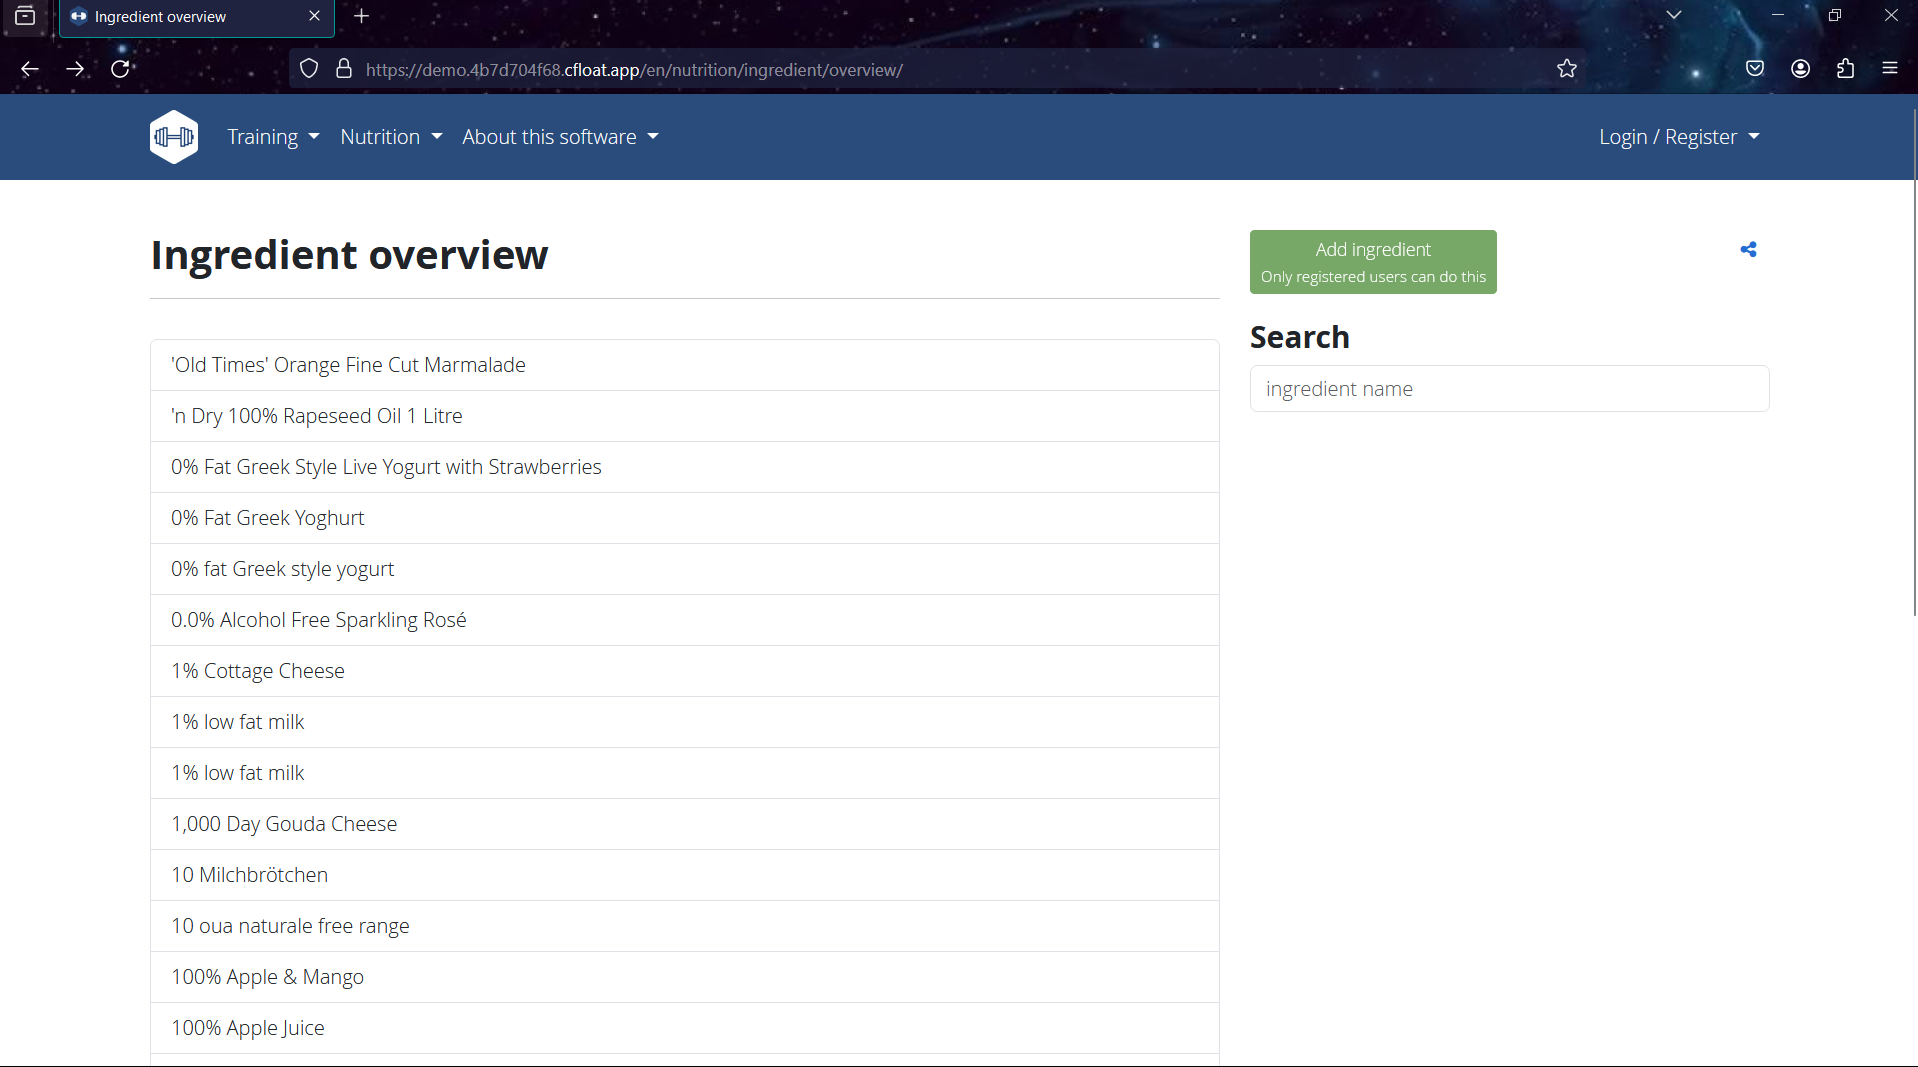 Ingredient overview
https://demo.4b7d704f68.cfloat.app/en/nutrition/ingredient/overview/
Training
Nutrition
About this software
Login / Register
Ingredient overview
Add ingredient
Only registered users can do this
Search
ingredient name
'Old Times' Orange Fine Cut Marmalade
'n Dry 100% Rapeseed Oil 1 Litre
0% Fat Greek Style Live Yogurt with Strawberries
0% Fat Greek Yoghurt
0% fat Greek style yogurt
0.0% Alcohol Free Sparkling Rosé
1% Cottage Cheese
1% low fat milk
1% low fat milk
1,000 Day Gouda Cheese
10 Milchbrötchen
10 oua naturale free range
100% Apple & Mango
100% Apple Juice